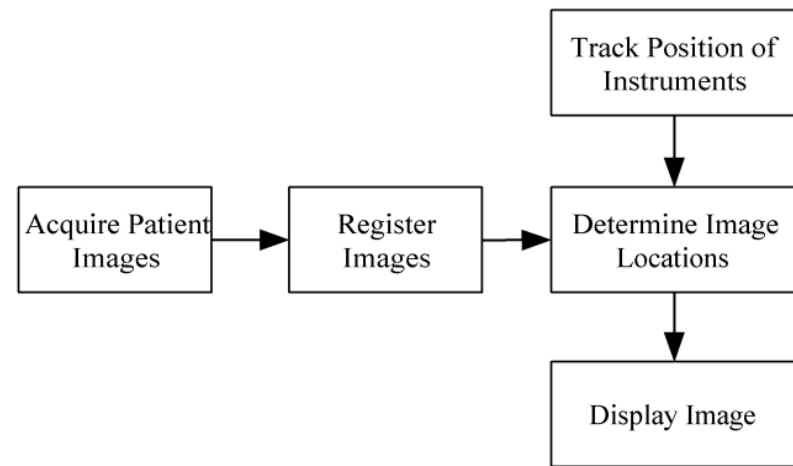 Track Position of
Instruments
Acquire Patient
Images
Register
Images
Determine Image
Locations
Display Image